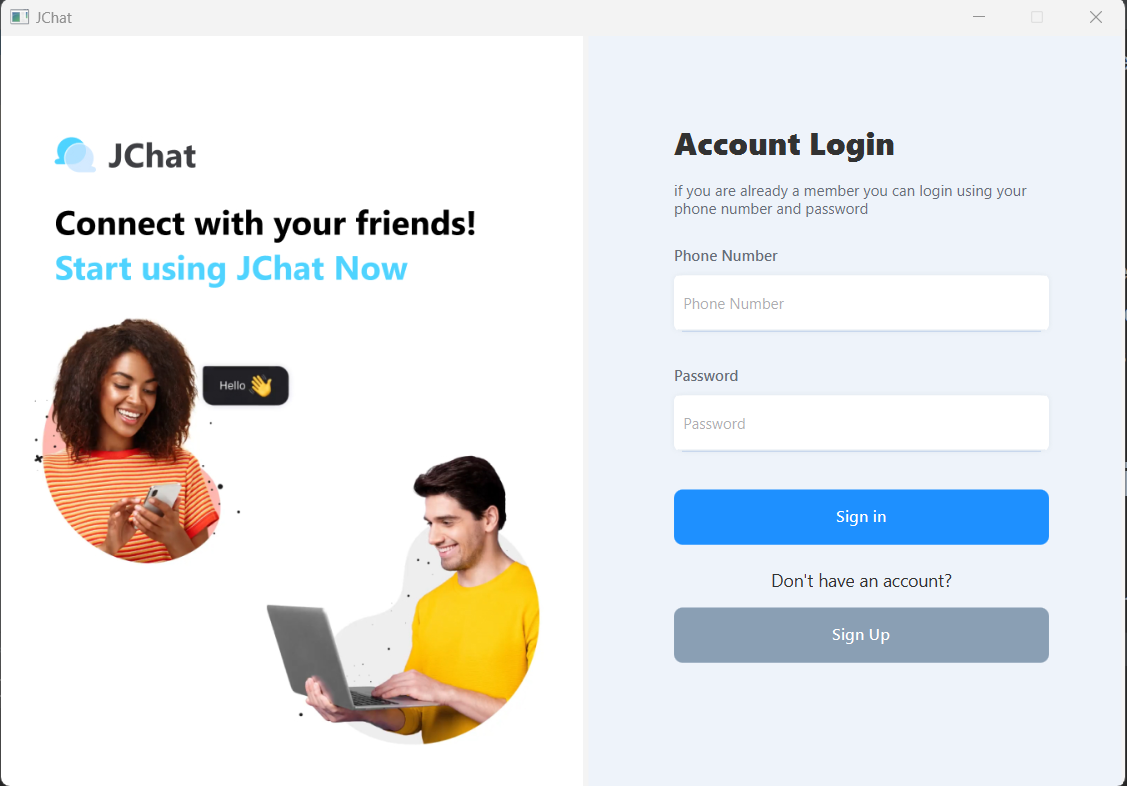 JChat
JChat
Connect with your friends!
Start using JChat Now
Hello 👋
Account Login
if you are already a member you can login using your
phone number and password
Phone Number
Phone Number
Password
Password
Sign in
Don't have an account?
Sign Up